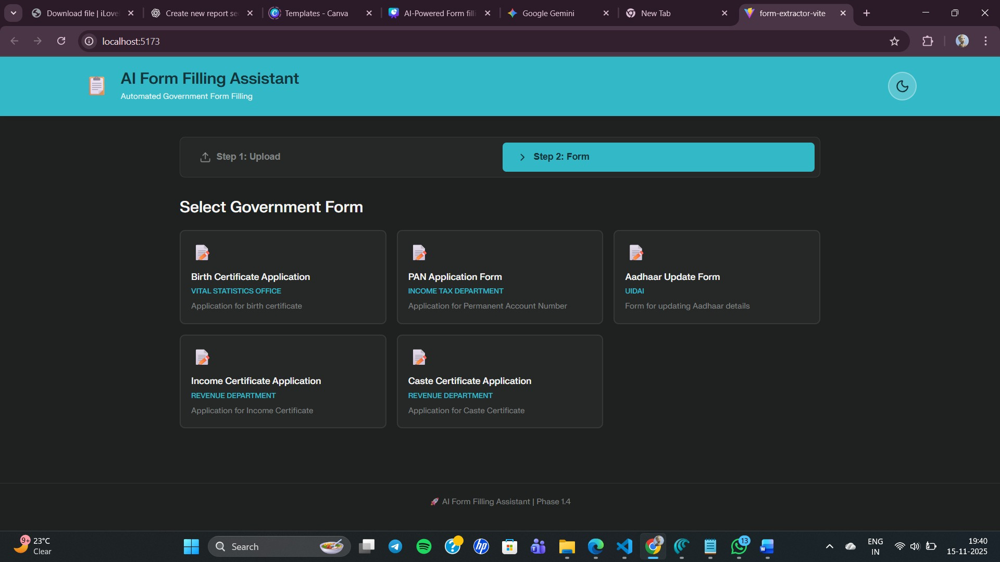 Download file | iLove
Create new report se
Templates - Canva
AI-Powered Form filli
Google Gemini
New Tab
form-extractor-vite
localhost:5173
AI Form Filling Assistant
Automated Government Form Filling
Step 1: Upload
Step 2: Form
Select Government Form
Birth Certificate Application
VITAL STATISTICS OFFICE
Application for birth certificate
PAN Application Form
INCOME TAX DEPARTMENT
Application for Permanent Account Number
Aadhaar Update Form
UIDAI
Form for updating Aadhaar details
Income Certificate Application
REVENUE DEPARTMENT
Application for Income Certificate
Caste Certificate Application
REVENUE DEPARTMENT
Application for Caste Certificate
🚀 AI Form Filling Assistant | Phase 1.4
9+
23°C
Clear
Search
hp
T
13
W
ENG
IN
19:40
15-11-2025